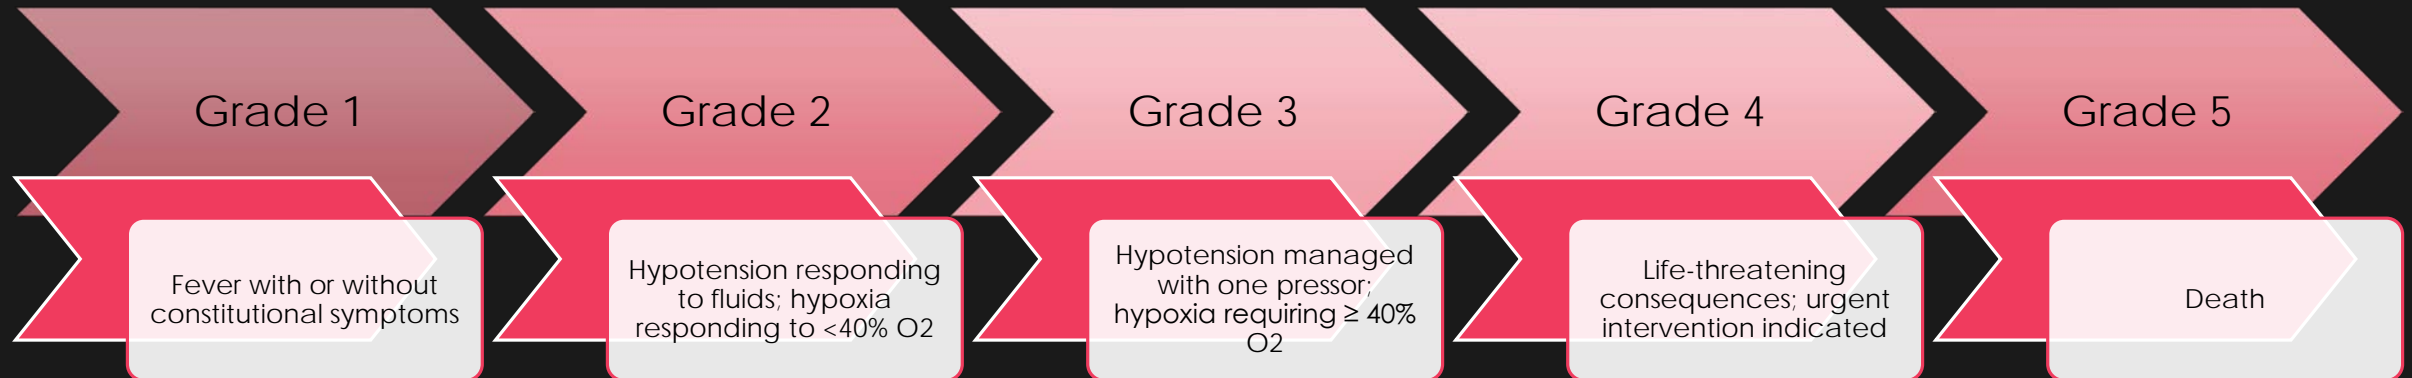 Grade 1
Grade 2
Grade 3
Grade 4
Grade 5
Fever with or without
constitutional symptoms
Hypotension responding
to fluids; hypoxia
responding to <40% O2
Hypotension managed
with one pressor;
hypoxia requiring ≥ 40%
O2
Life-threatening
consequences; urgent
intervention indicated
Death